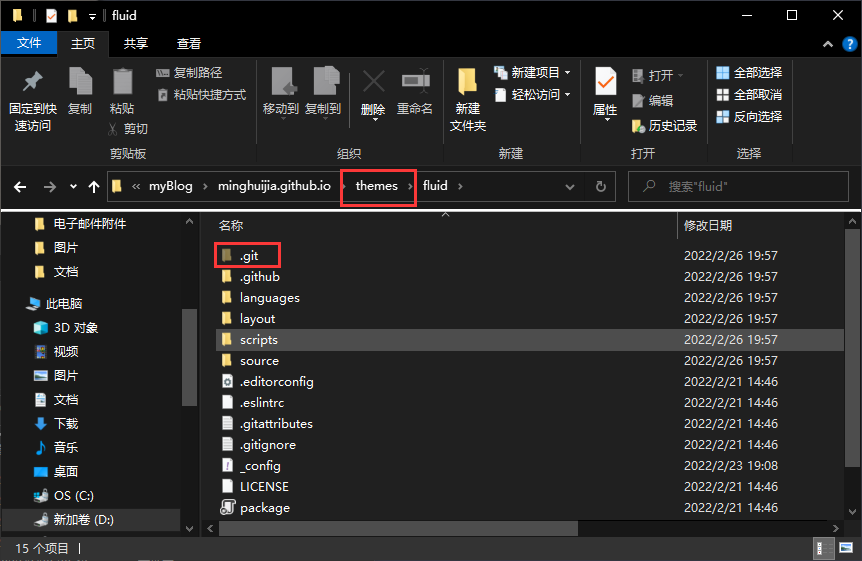 fluid
文件 主页 共享 查看
固定到快速访问 复制 粘贴 复制路径 粘贴快捷方式 剪切
移动到 复制到 删除 重命名
新建文件夹 新建项目 轻松访问
属性 打开 编辑 历史记录
全部选择 全部取消 反向选择
剪贴板 组织 新建 打开 选择
« myBlog › minghuijia.github.io › themes › fluid › 搜索"fluid"
电子邮件附件
图片
文档
此电脑
3D 对象
视频
图片
文档
下载
音乐
桌面
OS (C:)
新加卷 (D:)
名称 修改日期
.git 2022/2/26 19:57
.github 2022/2/26 19:57
languages 2022/2/26 19:57
layout 2022/2/26 19:57
scripts 2022/2/26 19:57
source 2022/2/26 19:57
.editorconfig 2022/2/21 14:46
.eslintrc 2022/2/21 14:46
.gitattributes 2022/2/21 14:46
.gitignore 2022/2/21 14:46
_config 2022/2/23 19:08
LICENSE 2022/2/21 14:46
package 2022/2/21 14:46
15 个项目